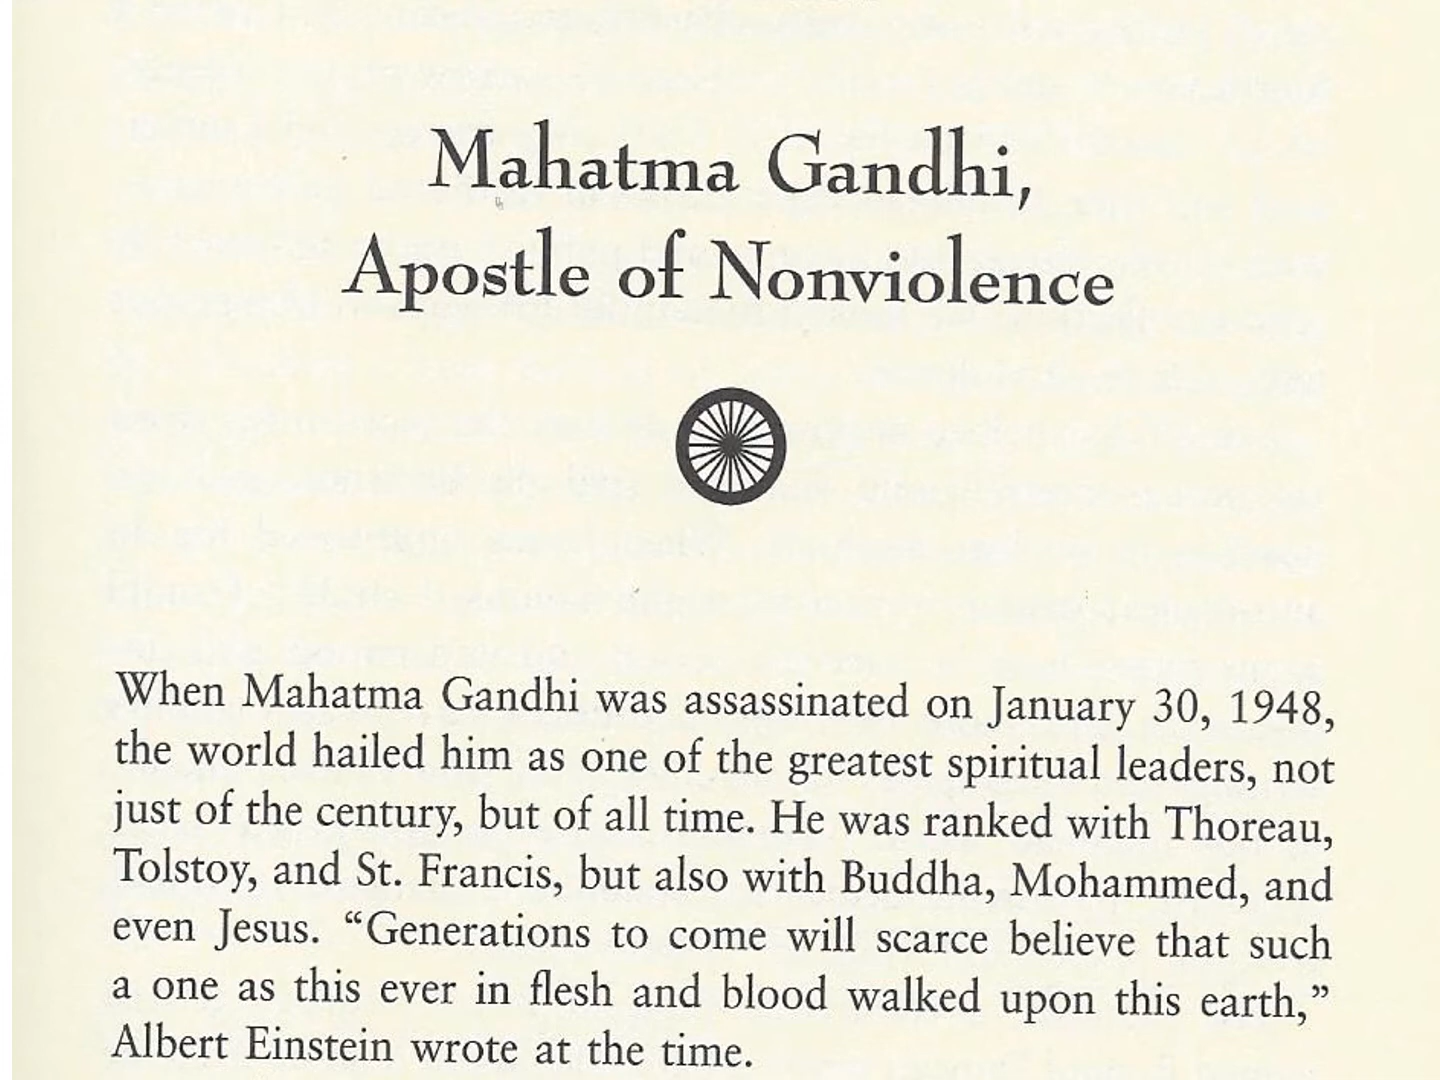 Mahatma Gandhi,
Apostle of Nonviolence
When Mahatma Gandhi was assassinated on January 30, 1948,
the world hailed him as one of the greatest spiritual leaders, not
just of the century, but of all time. He was ranked with Thoreau,
Tolstoy, and St. Francis, but also with Buddha, Mohammed, and
even Jesus. “Generations to come will scarce believe that such
a one as this ever in flesh and blood walked upon this earth,”
Albert Einstein wrote at the time.